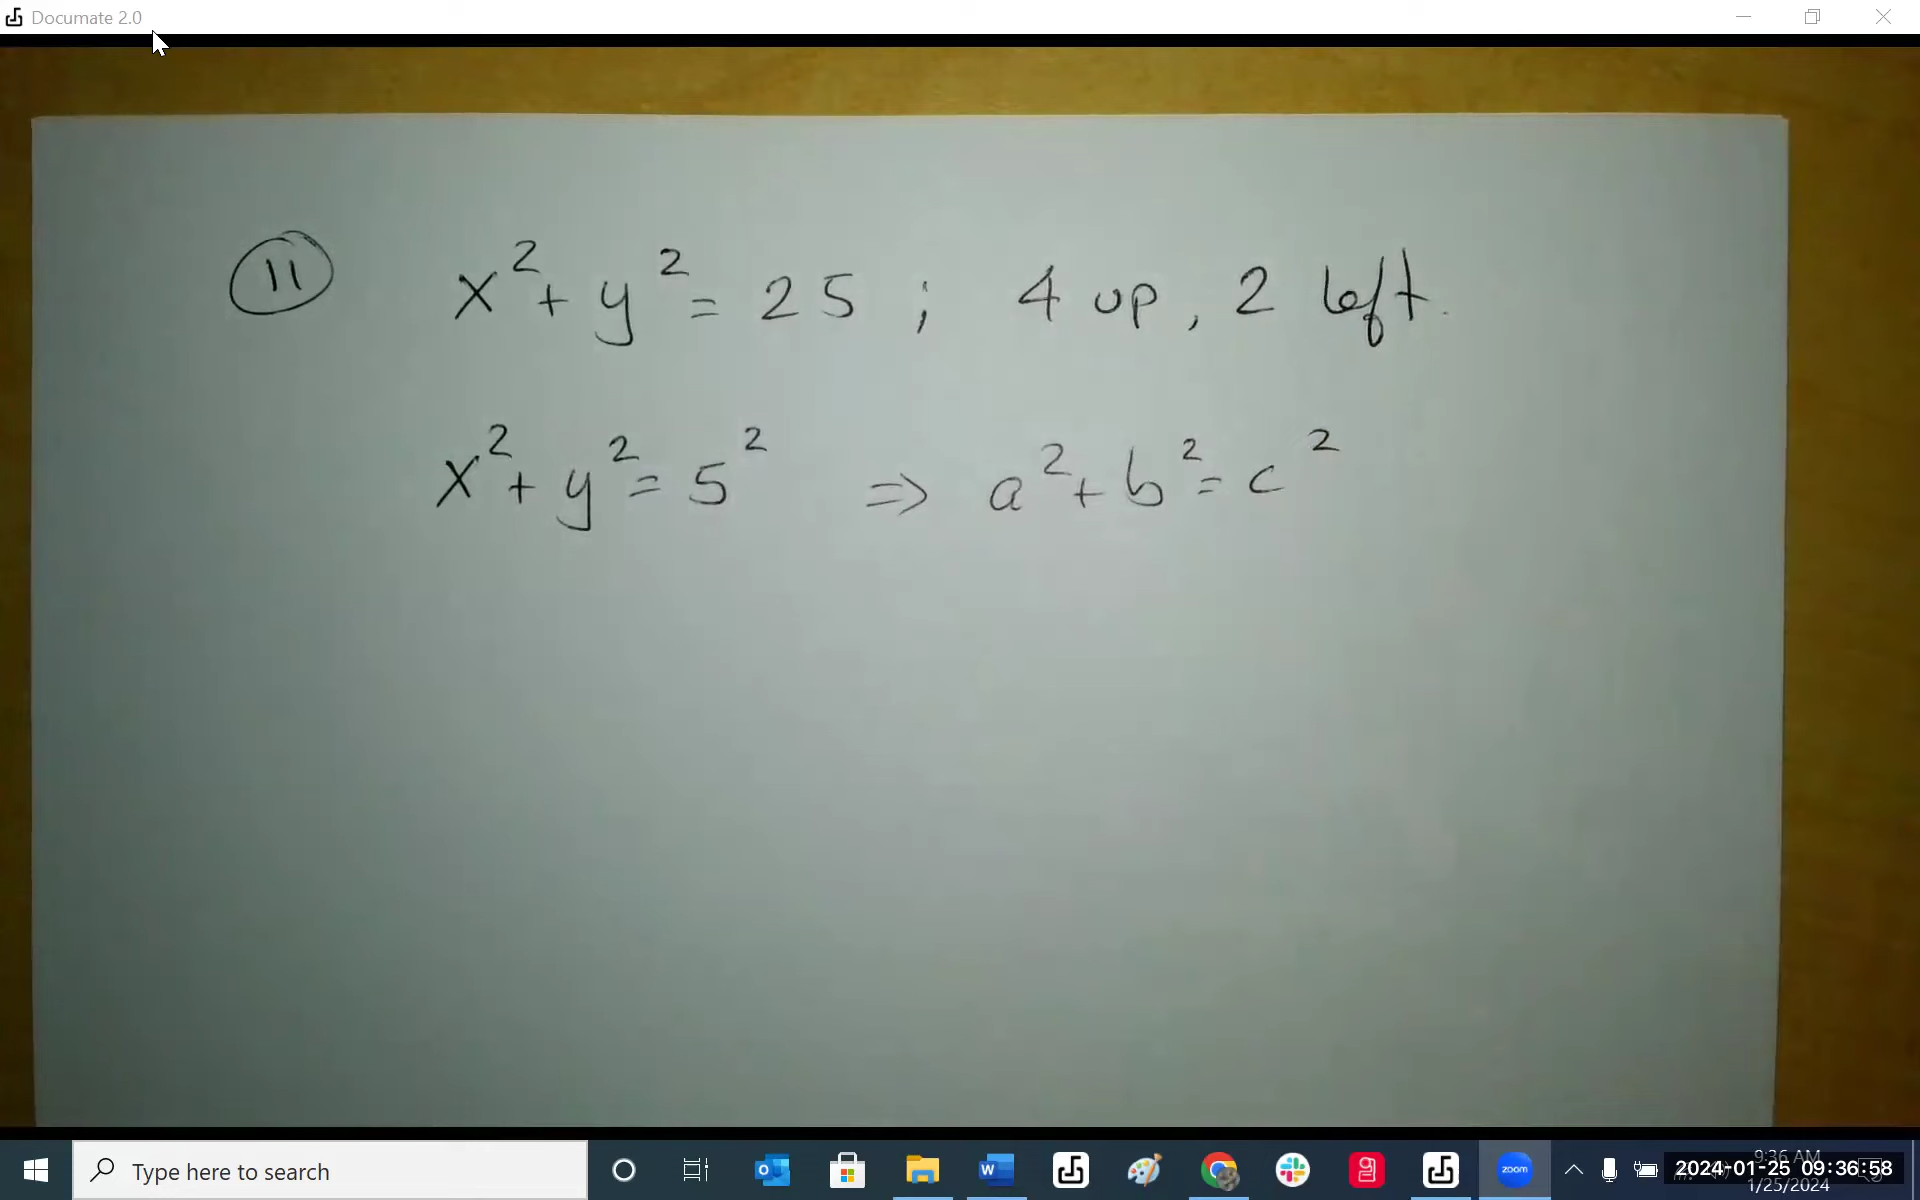 Documate 2.0
11 x² + y² = 25 ; 4 up, 2 left.
x² + y² = 5² ⇒ a² + b² = c²
Type here to search
zoom
9:36 AM
2024-01-25 09:36:58
1/25/2024